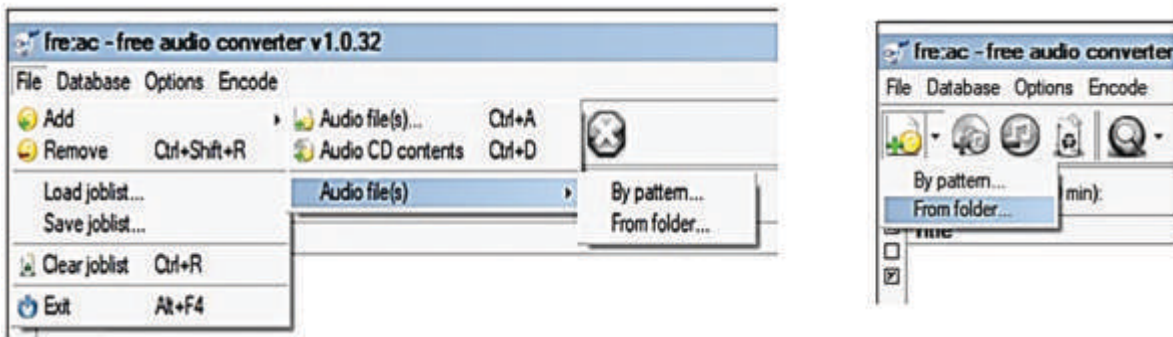 fre:ac - free audio converter v1.0.32
File Database Options Encode
Add
Audio file(s)... Ctrl+A
Remove Ctrl+Shift+R
Audio CD contents Ctrl+D
Load joblist...
Audio file(s)
By pattern...
Save joblist...
From folder...
Clear joblist Ctrl+R
Exit Alt+F4
fre:ac - free audio converter
File Database Options Encode
By pattern...
min):
From folder...
Title